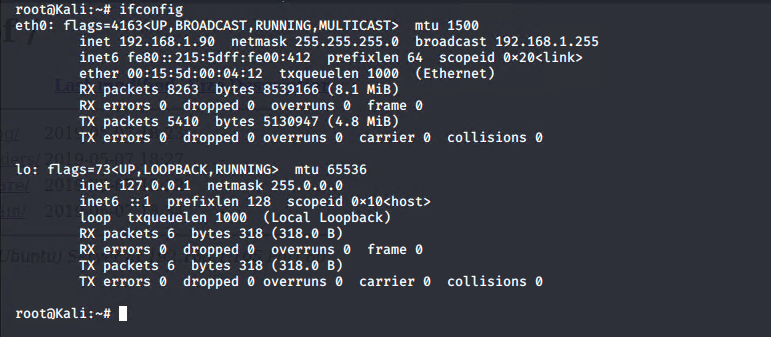 root@Kali:~# ifconfig
eth0: flags=4163<UP,BROADCAST,RUNNING,MULTICAST>  mtu 1500
        inet 192.168.1.90  netmask 255.255.255.0  broadcast 192.168.1.255
        inet6 fe80::215:5dff:fe00:412  prefixlen 64  scopeid 0×20<link>
        ether 00:15:5d:00:04:12  txqueuelen 1000  (Ethernet)
        RX packets 8263  bytes 8539166 (8.1 MiB)
        RX errors 0  dropped 0  overruns 0  frame 0
        TX packets 5410  bytes 5130947 (4.8 MiB)
        TX errors 0  dropped 0 overruns 0  carrier 0  collisions 0

lo: flags=73<UP,LOOPBACK,RUNNING>  mtu 65536
        inet 127.0.0.1  netmask 255.0.0.0
        inet6 ::1  prefixlen 128  scopeid 0×10<host>
        loop  txqueuelen 1000  (Local Loopback)
        RX packets 6  bytes 318 (318.0 B)
        RX errors 0  dropped 0  overruns 0  frame 0
        TX packets 6  bytes 318 (318.0 B)
        TX errors 0  dropped 0 overruns 0  carrier 0  collisions 0

root@Kali:~#